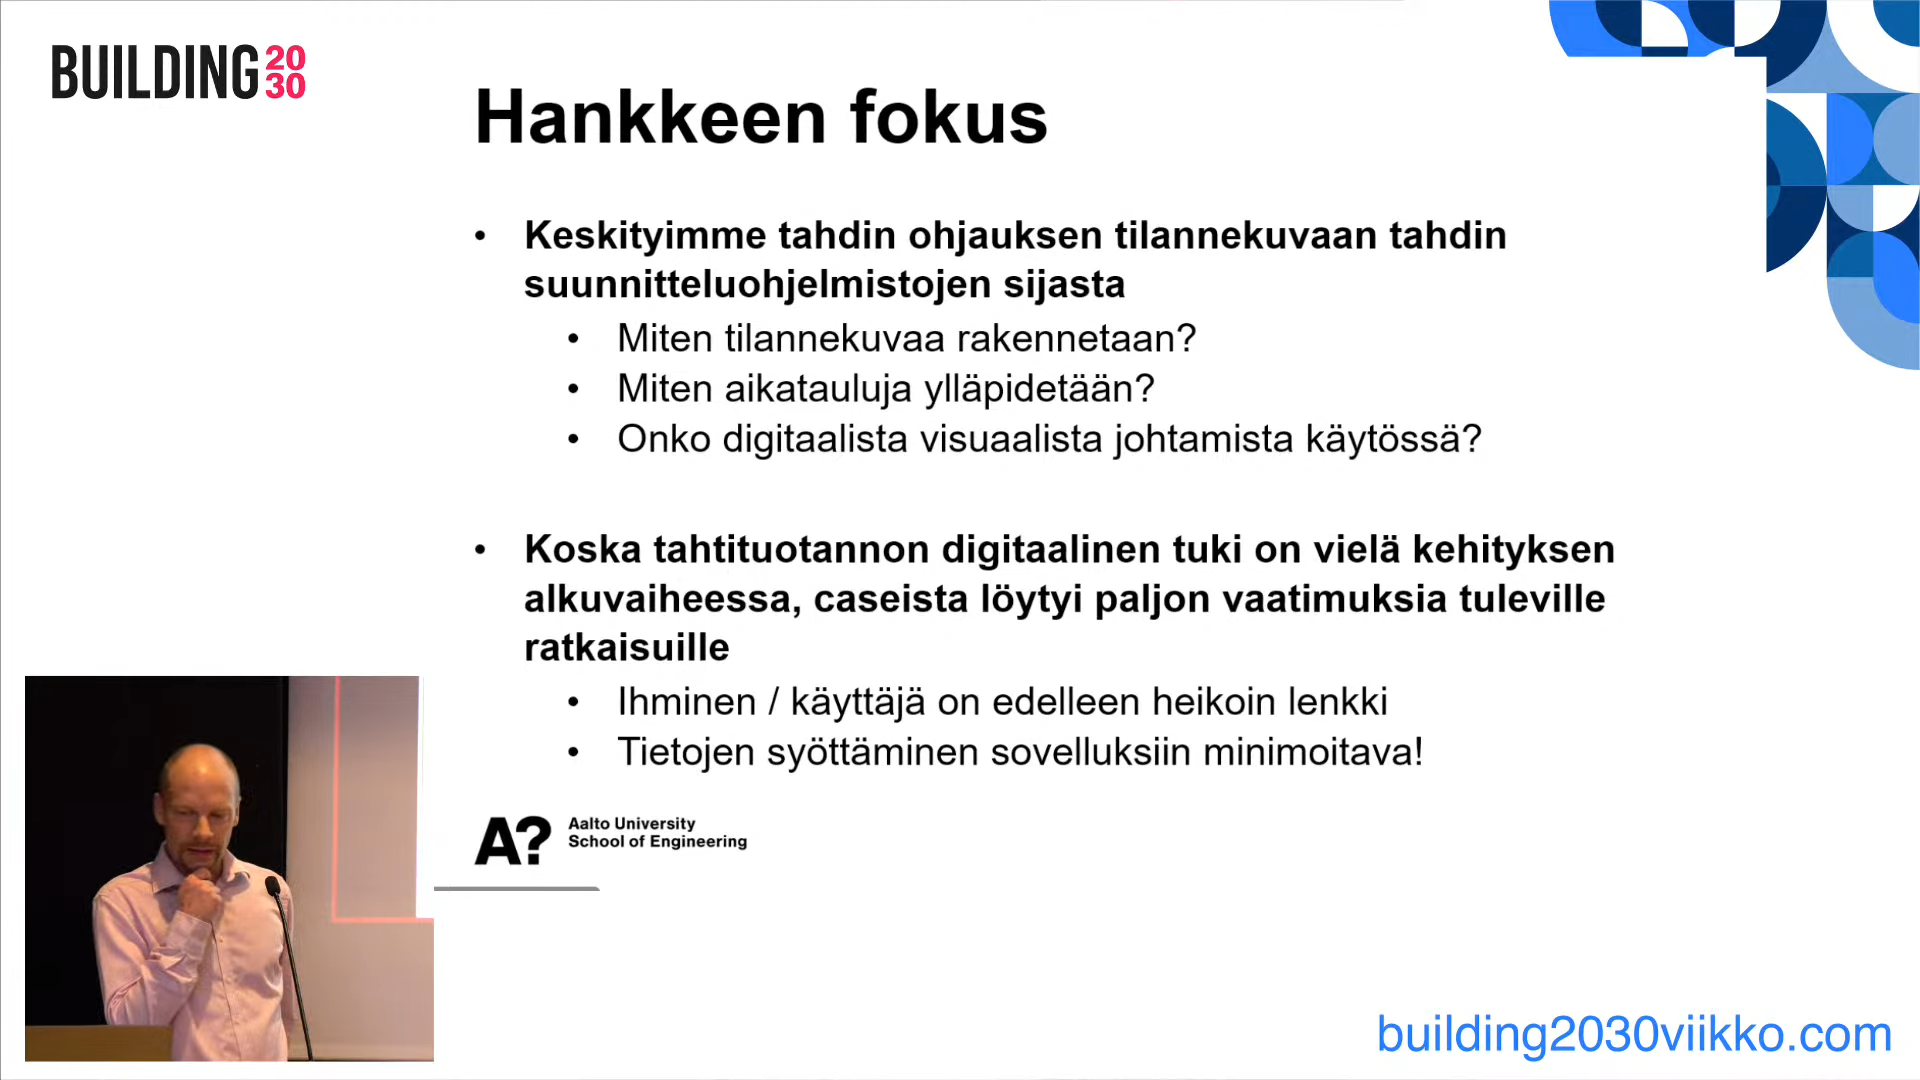 BUILDING 20
30
Hankkeen fokus
• Keskityimme tahdin ohjauksen tilannekuvaan tahdin
suunnitteluohjelmistojen sijasta
• Miten tilannekuvaa rakennetaan?
• Miten aikatauluja ylläpidetään?
• Onko digitaalista visuaalista johtamista käytössä?
• Koska tahtituotannon digitaalinen tuki on vielä kehityksen
alkuvaiheessa, caseista löytyi paljon vaatimuksia tuleville
ratkaisuille
• Ihminen / käyttäjä on edelleen heikoin lenkki
• Tietojen syöttäminen sovelluksiin minimoitava!
A?
Aalto University
School of Engineering
building2030viikko.com